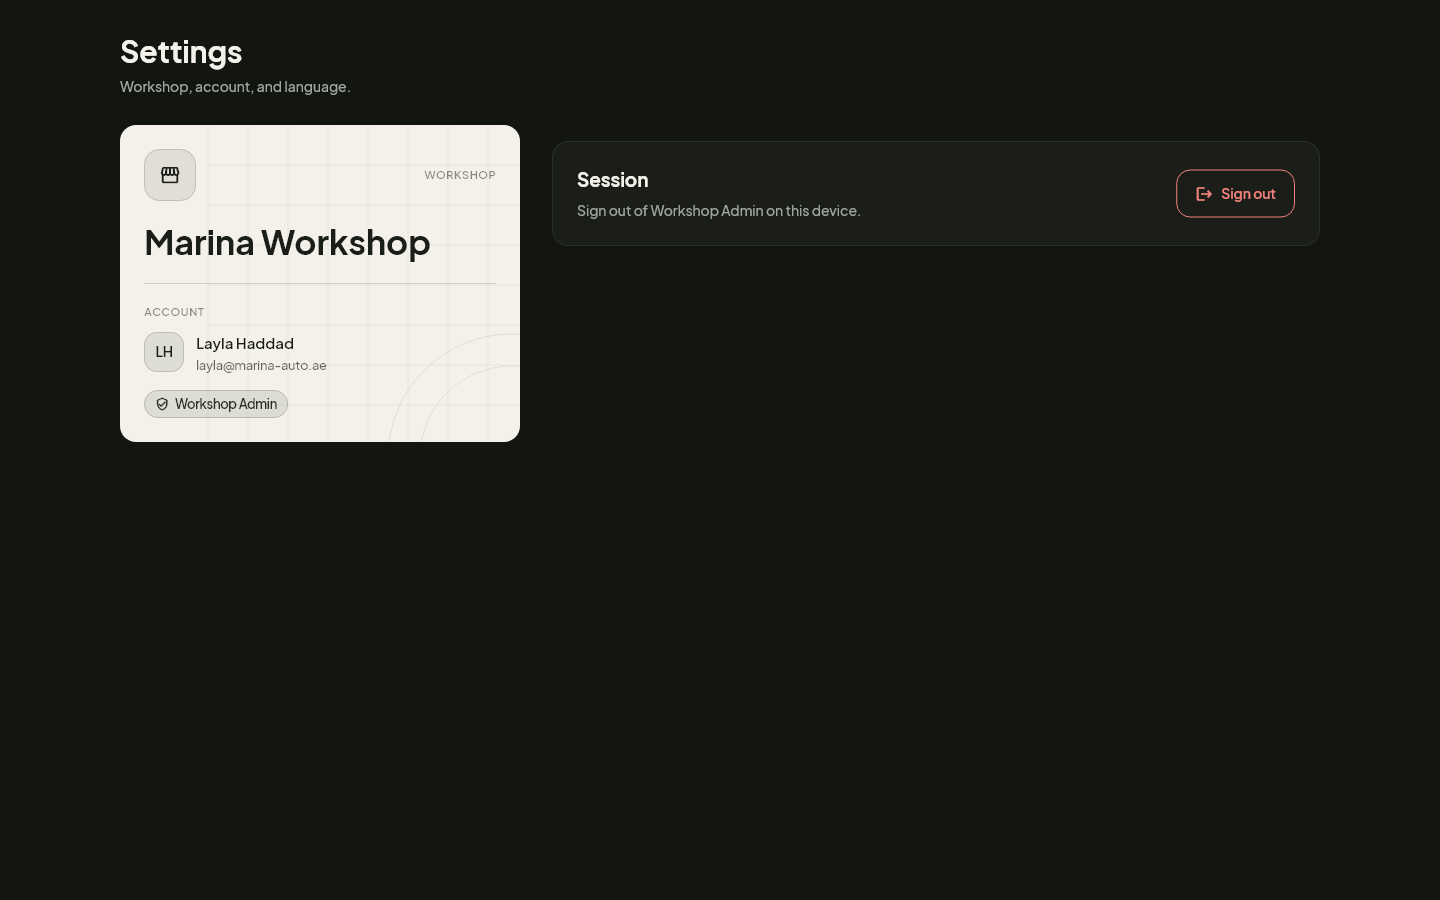 Settings
Workshop, account, and language.
WORKSHOP
Marina Workshop
ACCOUNT
LH
Layla Haddad
layla@marina-auto.ae
Workshop Admin
Session
Sign out of Workshop Admin on this device.
Sign out